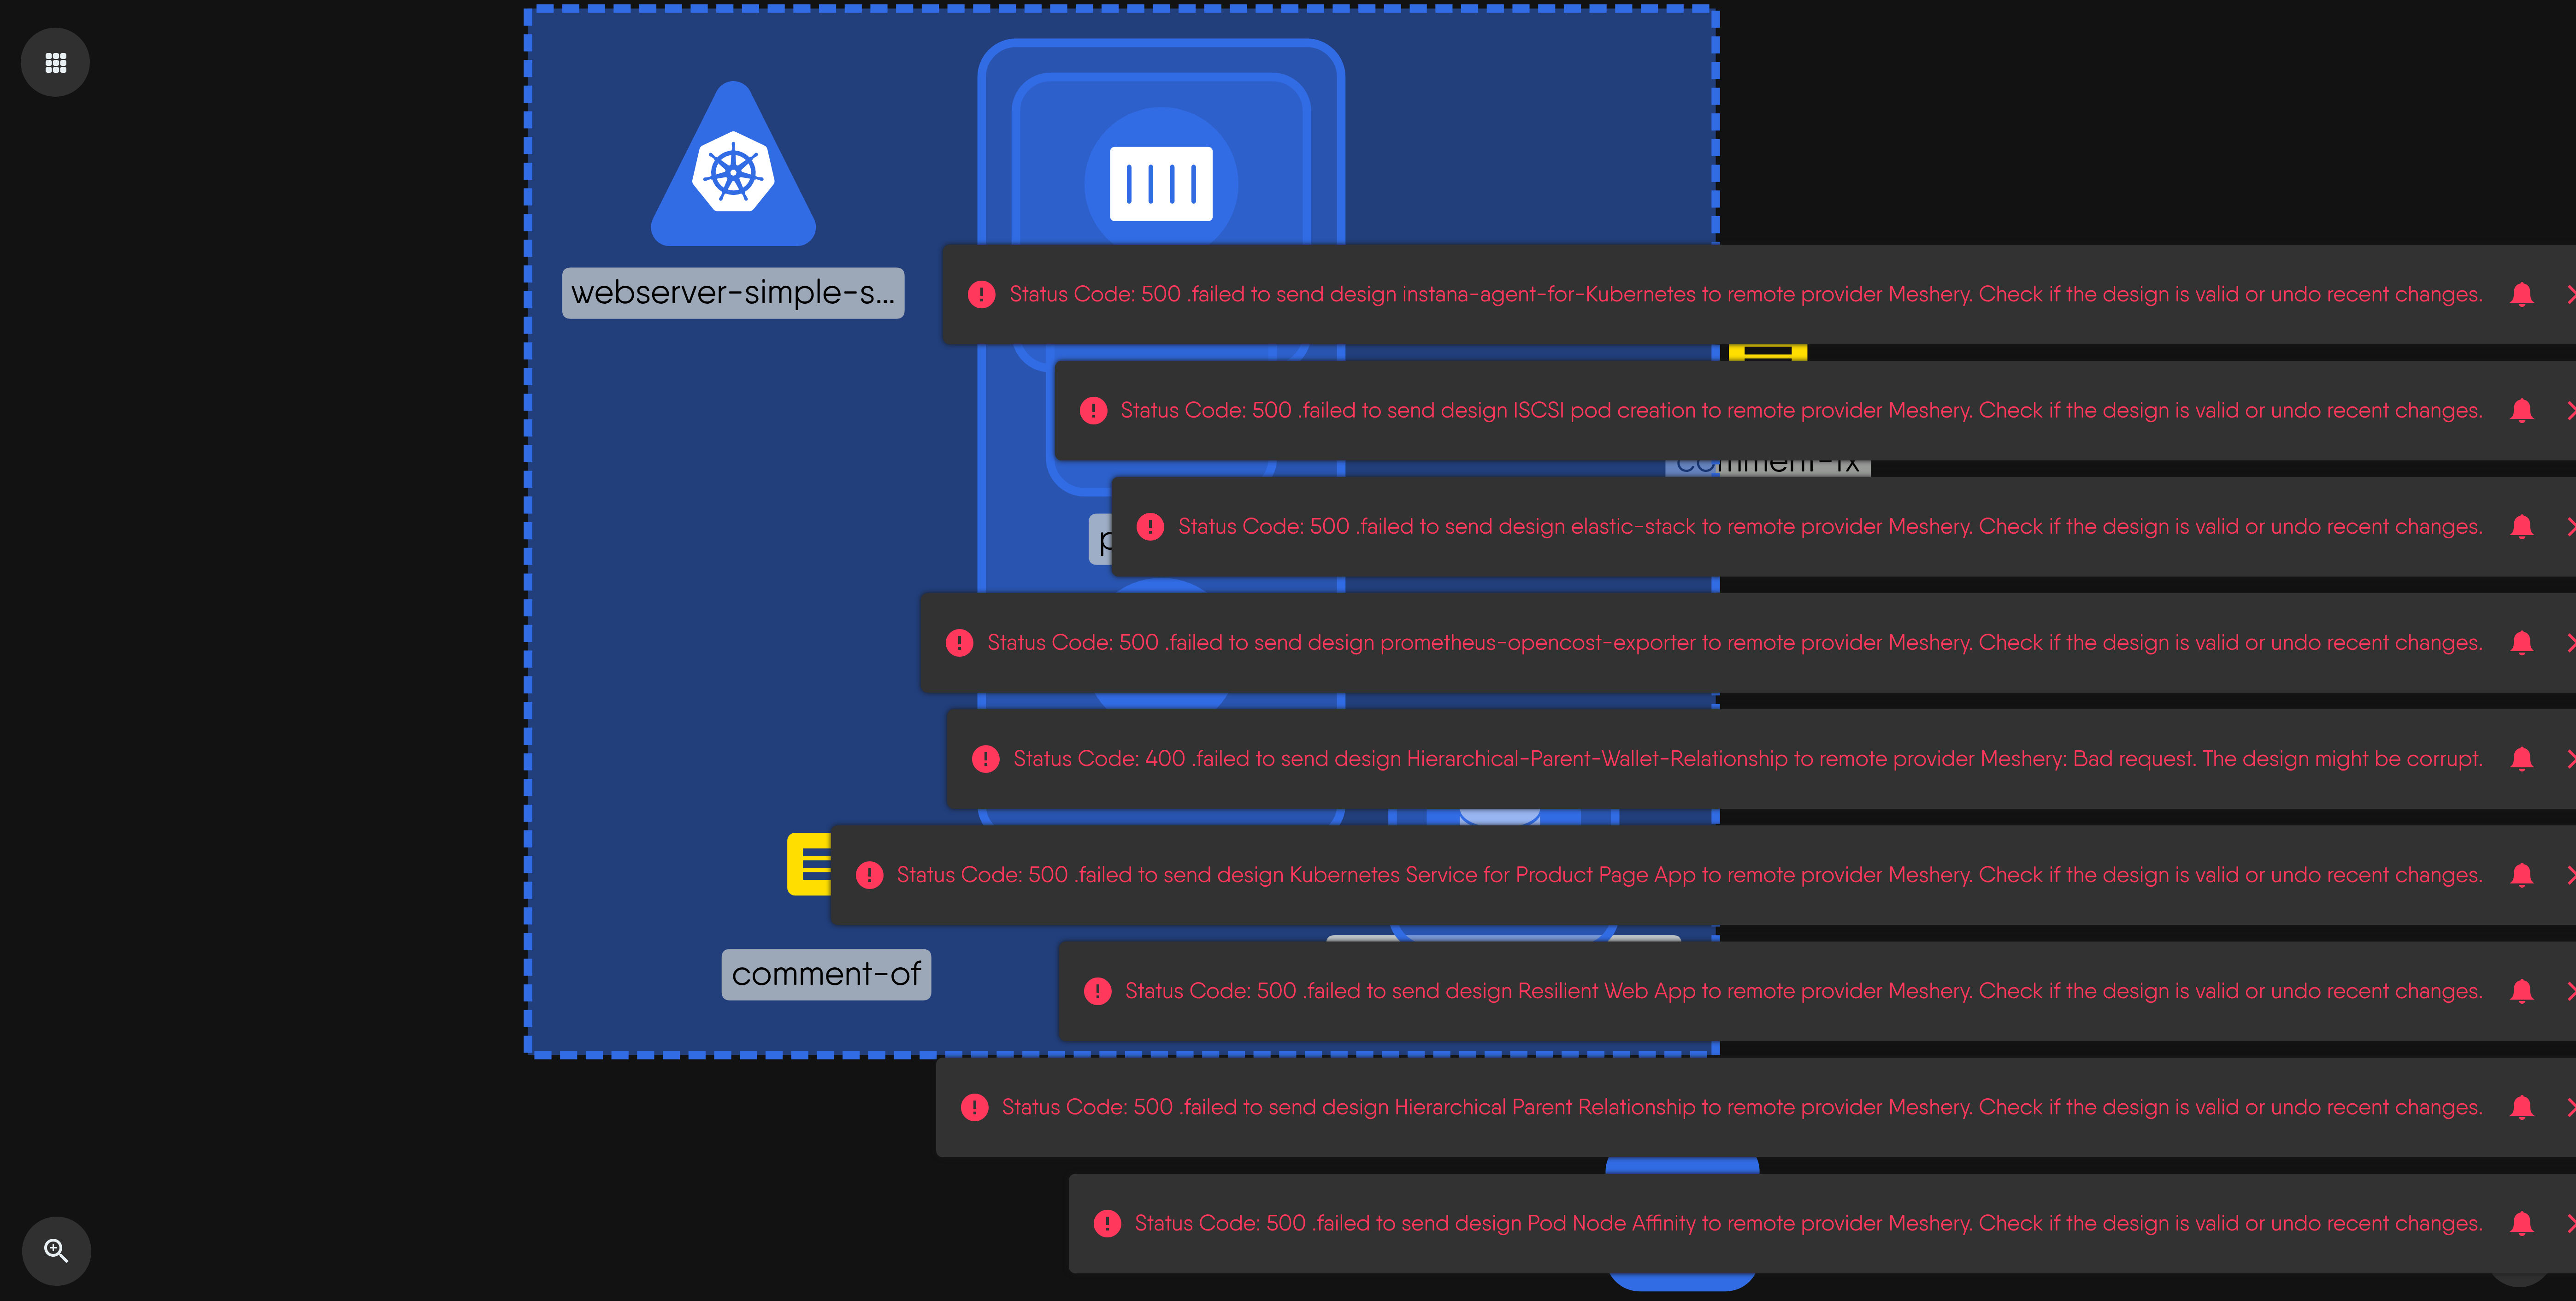 webserver-simple-s...
Status Code: 500 .failed to send design instana-agent-for-Kubernetes to remote provider Meshery. Check if the design is valid or undo recent changes.
Status Code: 500 .failed to send design ISCSI pod creation to remote provider Meshery. Check if the design is valid or undo recent changes.
comment-rx
Status Code: 500 .failed to send design elastic-stack to remote provider Meshery. Check if the design is valid or undo recent changes.
Status Code: 500 .failed to send design prometheus-opencost-exporter to remote provider Meshery. Check if the design is valid or undo recent changes.
Status Code: 400 .failed to send design Hierarchical-Parent-Wallet-Relationship to remote provider Meshery: Bad request. The design might be corrupt.
Status Code: 500 .failed to send design Kubernetes Service for Product Page App to remote provider Meshery. Check if the design is valid or undo recent changes.
comment-of
Status Code: 500 .failed to send design Resilient Web App to remote provider Meshery. Check if the design is valid or undo recent changes.
Status Code: 500 .failed to send design Hierarchical Parent Relationship to remote provider Meshery. Check if the design is valid or undo recent changes.
Status Code: 500 .failed to send design Pod Node Affinity to remote provider Meshery. Check if the design is valid or undo recent changes.